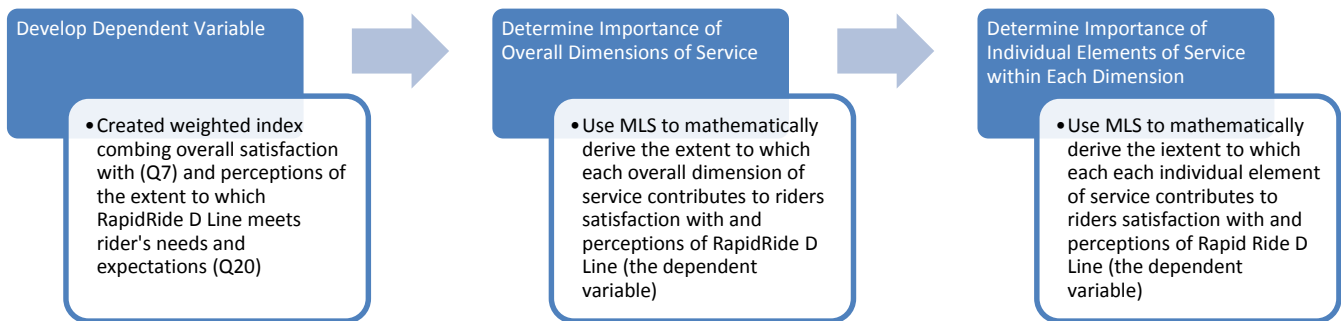 Develop Dependent Variable
•Created weighted index
combing overall satisfaction
with (Q7) and perceptions of
the extent to which
RapidRide D Line meets
rider's needs and
expectations (Q20)
Determine Importance of
Overall Dimensions of Service
•Use MLS to mathematically
derive the extent to which
each overall dimension of
service contributes to riders
satisfaction with and
perceptions of RapidRide D
Line (the dependent
variable)
Determine Importance of
Individual Elements of Service
within Each Dimension
•Use MLS to mathematically
derive the iextent to which
each each individual element
of service contributes to
riders satisfaction with and
perceptions of Rapid Ride D
Line (the dependent
variable)